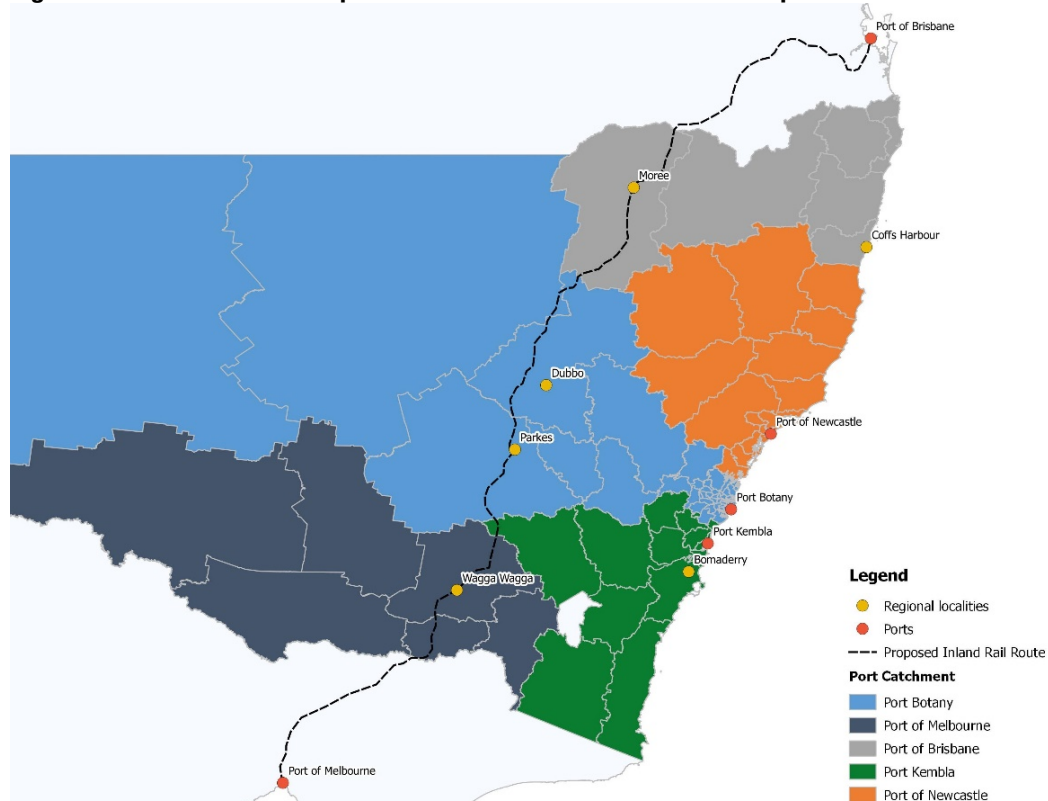 Port of Brisbane
Moree
Coffs Harbour
Dubbo
Port of Newcastle
Parkes
Port Botany
Port Kembla
Bomaderry
Wagga Wagga
Port of Melbourne
Legend
Regional localities
Ports
Proposed Inland Rail Route
Port Catchment
Port Botany
Port of Melbourne
Port of Brisbane
Port Kembla
Port of Newcastle